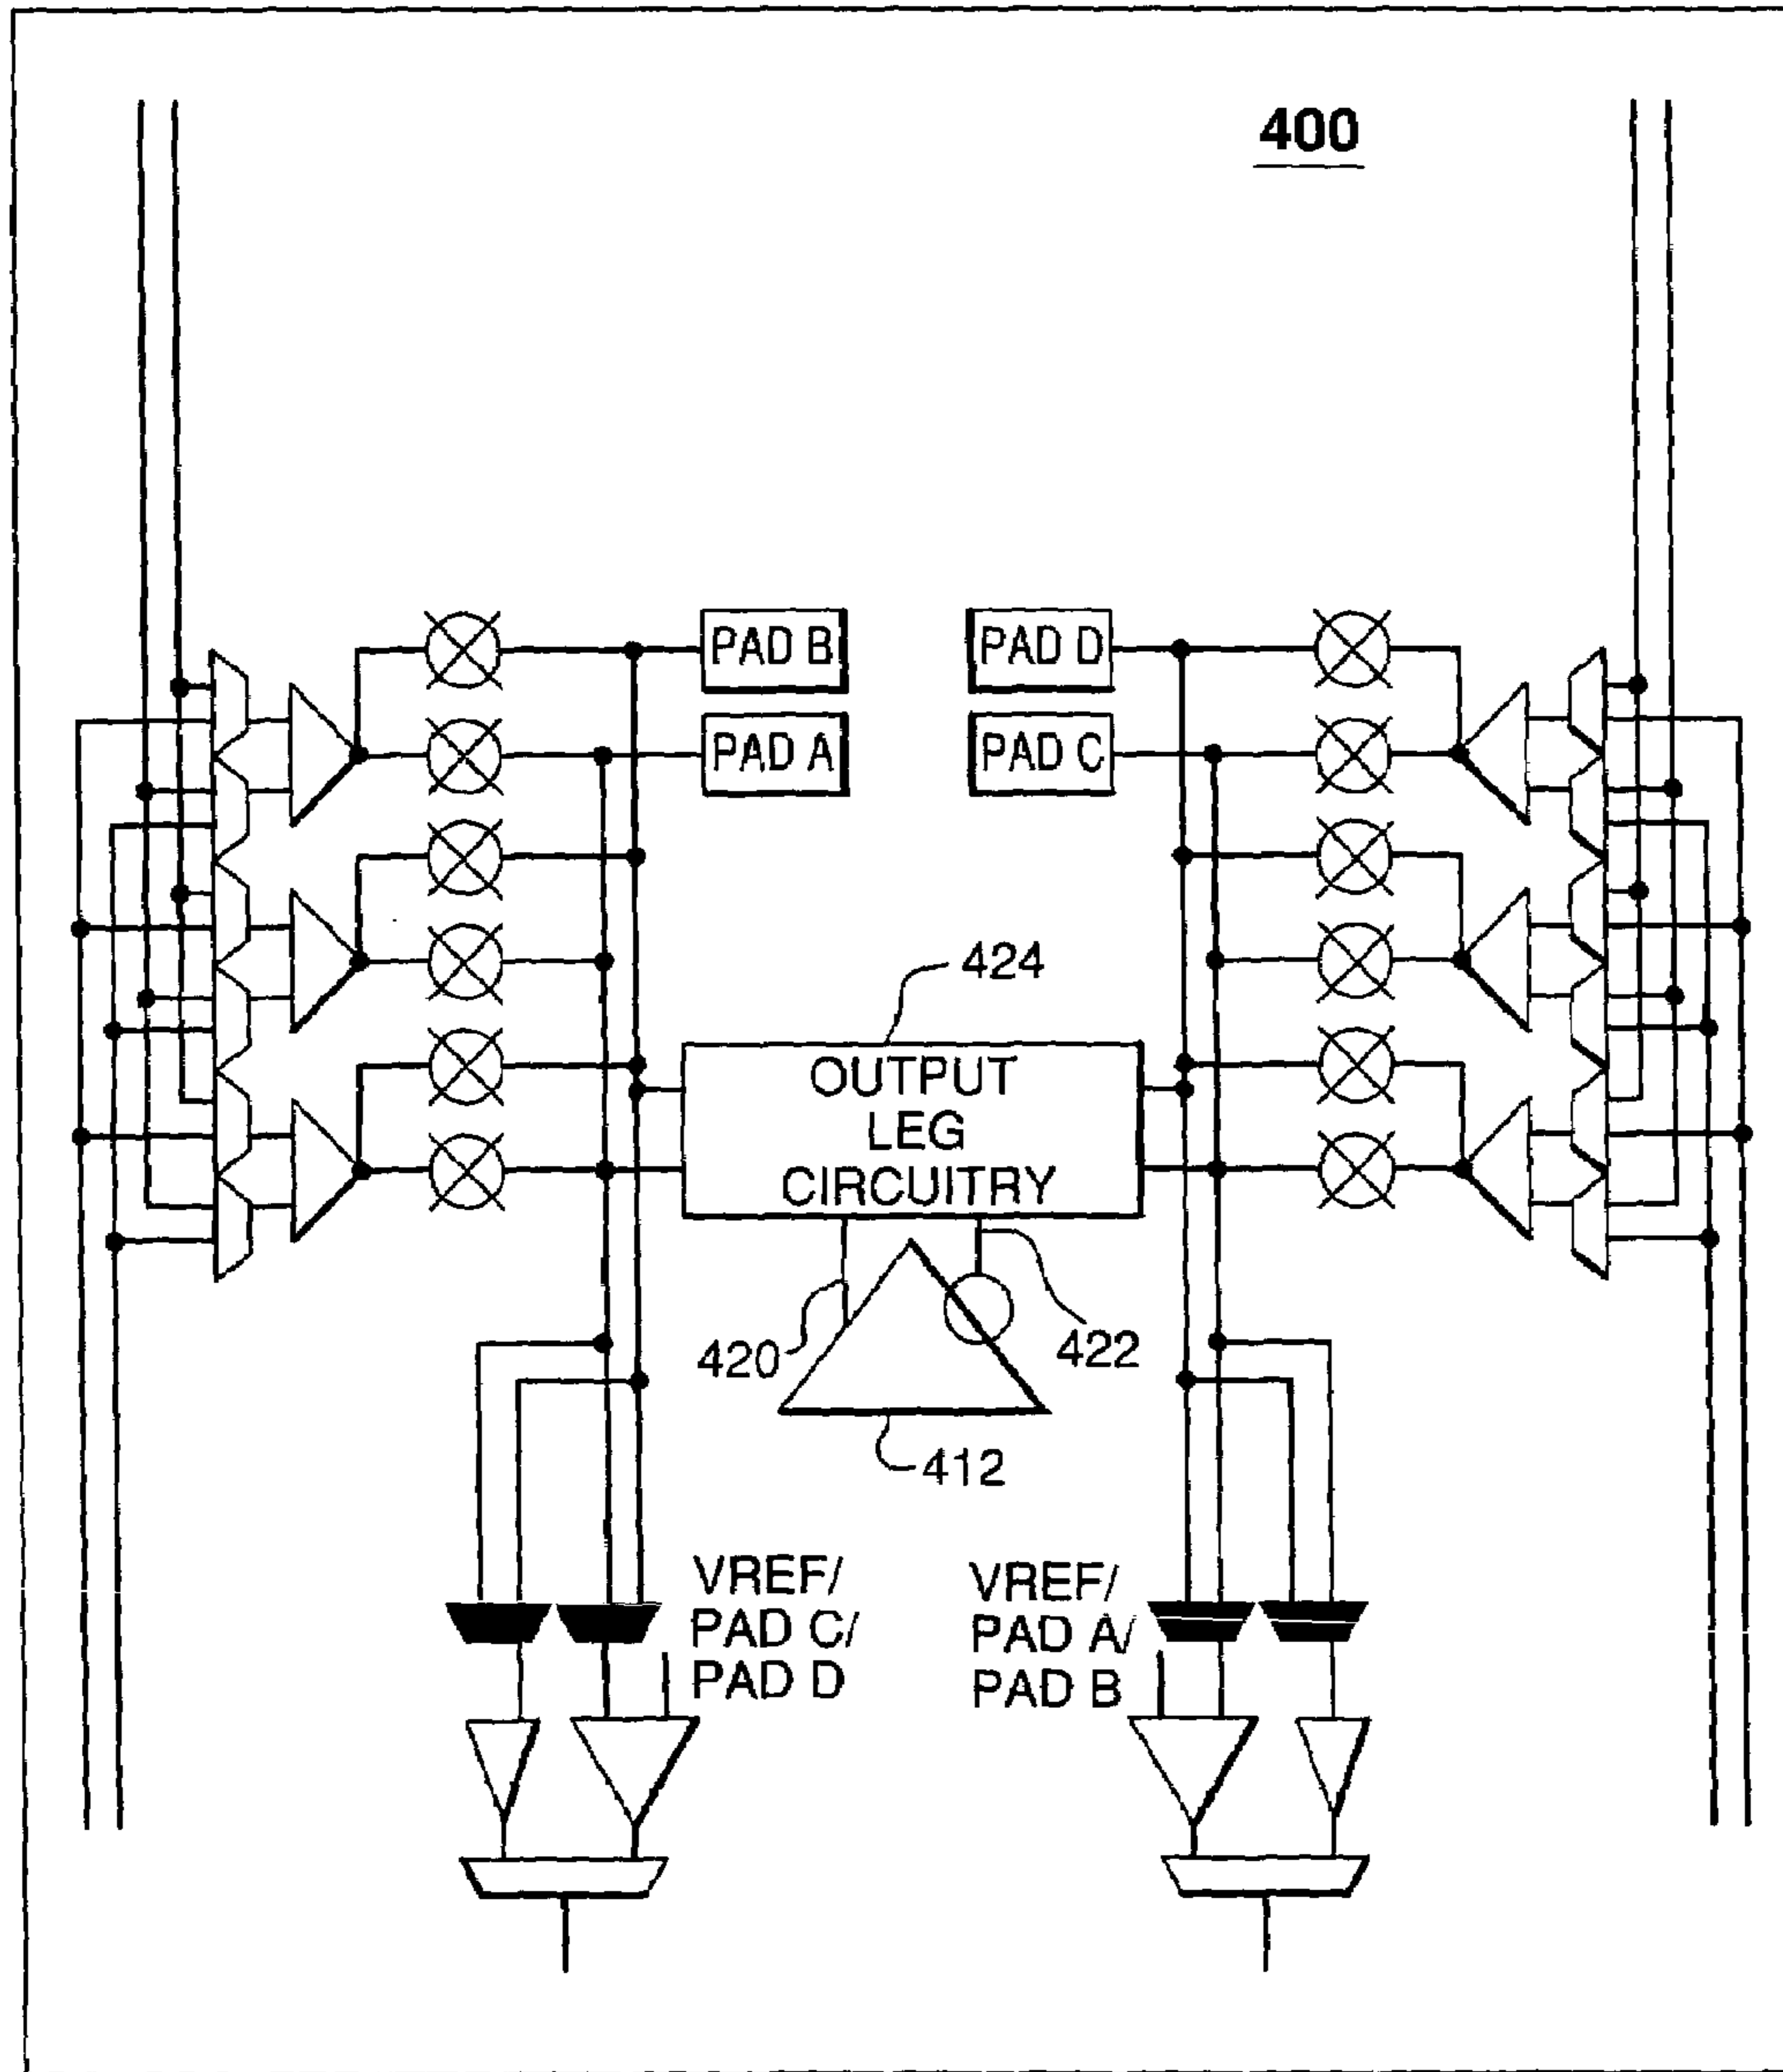 400
PAD B
PAD D
PAD A
PAD C
424
OUTPUT
LEG
CIRCUITRY
420
422
412
VREF/
PAD C/
PAD D
VREF/
PAD A/
PAD B